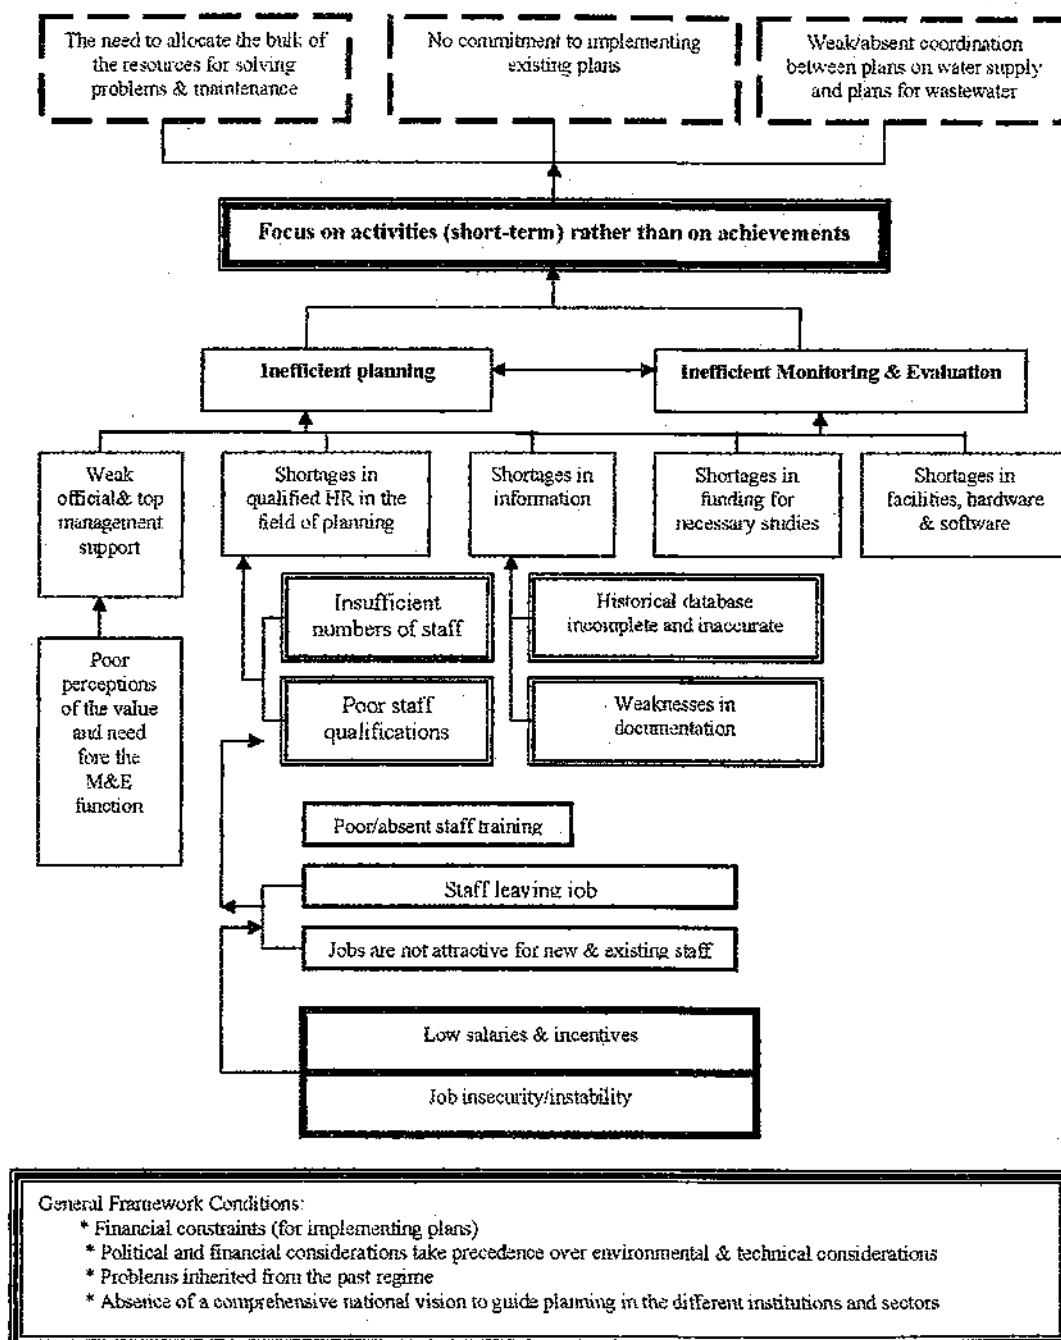 The need to allocate the bulk of
the resources for solving
problems & maintenance
No commitment to implementing
existing plans
Weak/absent coordination
between plans on water supply
and plans for wastewater
Focus on activities (short-term) rather than on achievements
Inefficient planning
Inefficient Monitoring & Evaluation
Weak
official& top
management
support
Shortages in
qualified HR in the
field of planning
Shortages in
information
Shortages in
funding for
necessary studies
Shortages in
facilities, hardware
& software
Poor
perceptions
of the value
and need
fore the
M&E
function
Insufficient
numbers of staff
Historical database
incomplete and inaccurate
Poor staff
qualifications
Weaknesses in
documentation
Poor/absent staff training
Staff leaving job
Jobs are not attractive for new & existing staff
Low salaries & incentives
Job insecurity/instability
General Framework Conditions:
* Financial constraints (for implementing plans)
* Political and financial considerations take precedence over environmental & technical considerations
* Problems inherited from the past regime
* Absence of a comprehensive national vision to guide planning in the different institutions and sectors